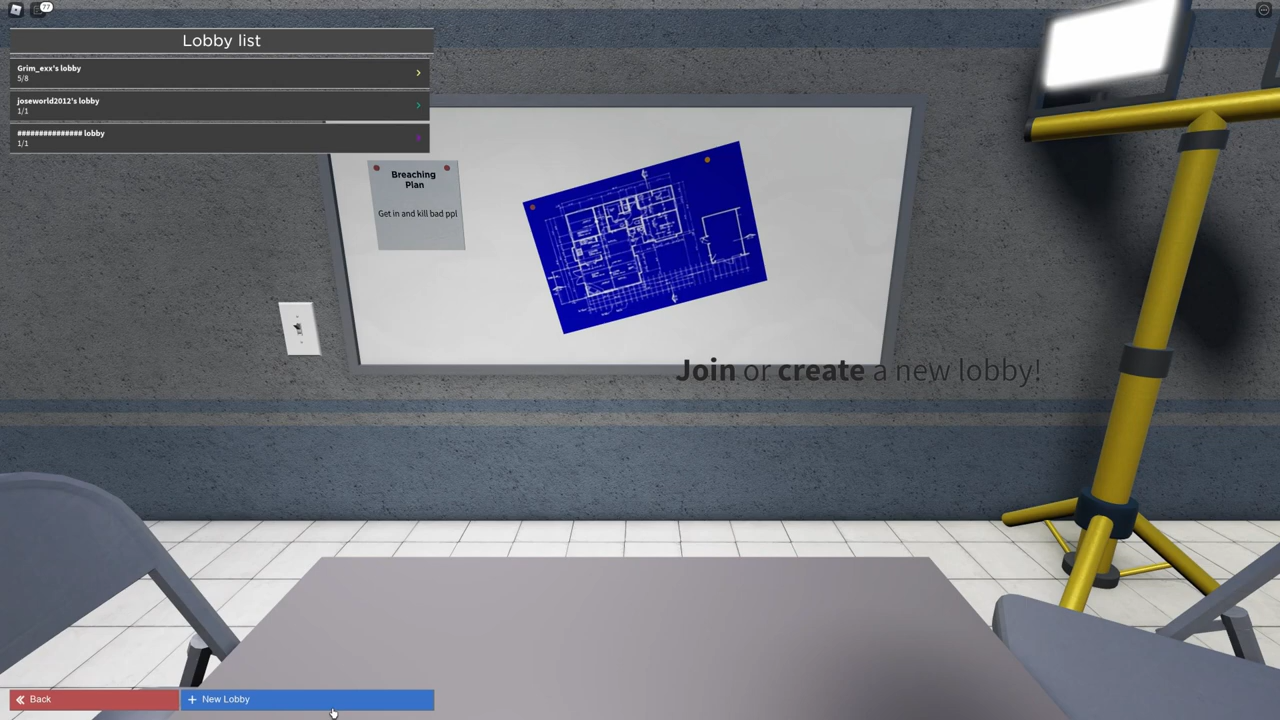 77
Lobby list
Grim_exx's lobby
5/8
joseworld2012's lobby
1/1
############### lobby
1/1
Breaching
Plan
Get in and kill bad ppl
Join or create a new lobby!
Back
New Lobby